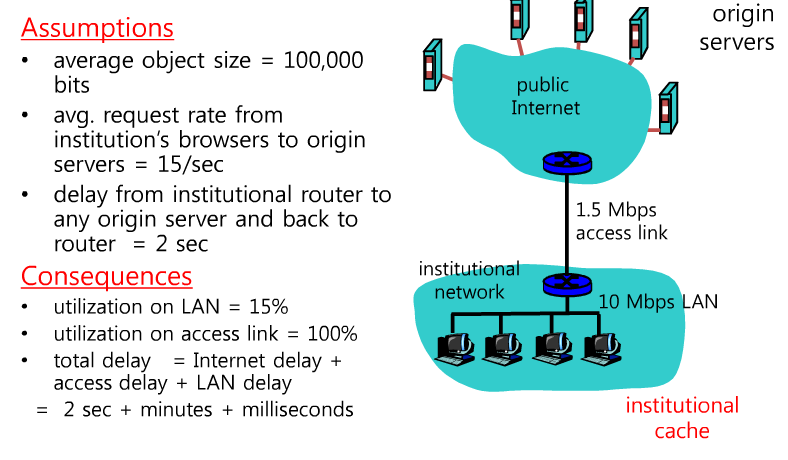 Assumptions
• average object size = 100,000
bits
• avg. request rate from
institution's browsers to origin
servers = 15/sec
• delay from institutional router to
any origin server and back to
router = 2 sec
Consequences
• utilization on LAN = 15%
• utilization on access link = 100%
• total delay = Internet delay +
access delay + LAN delay
= 2 sec + minutes + milliseconds
origin
servers
public
Internet
1.5 Mbps
access link
institutional
network
10 Mbps LAN
institutional
cache